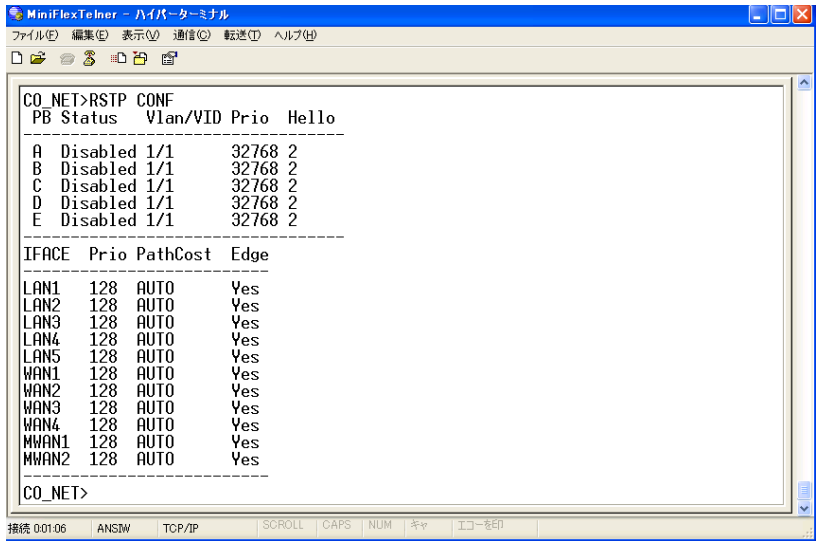 MiniFlexTelner - ハイパーターミナル
ファイル(F) 編集(E) 表示(V) 通信(C) 転送(T) ヘルプ(H)
CO_NET>RSTP CONF
PB Status Vlan/VID Prio Hello
----------------------------------
A Disabled 1/1 32768 2
B Disabled 1/1 32768 2
C Disabled 1/1 32768 2
D Disabled 1/1 32768 2
E Disabled 1/1 32768 2
----------------------------------
IFACE Prio PathCost Edge
--------------------------
LAN1 128 AUTO Yes
LAN2 128 AUTO Yes
LAN3 128 AUTO Yes
LAN4 128 AUTO Yes
LAN5 128 AUTO Yes
WAN1 128 AUTO Yes
WAN2 128 AUTO Yes
WAN3 128 AUTO Yes
WAN4 128 AUTO Yes
MWAN1 128 AUTO Yes
MWAN2 128 AUTO Yes
--------------------------
CO_NET>
接続 0:01:06 ANSIW TCP/IP SCROLL CAPS NUM キャ エコーを印